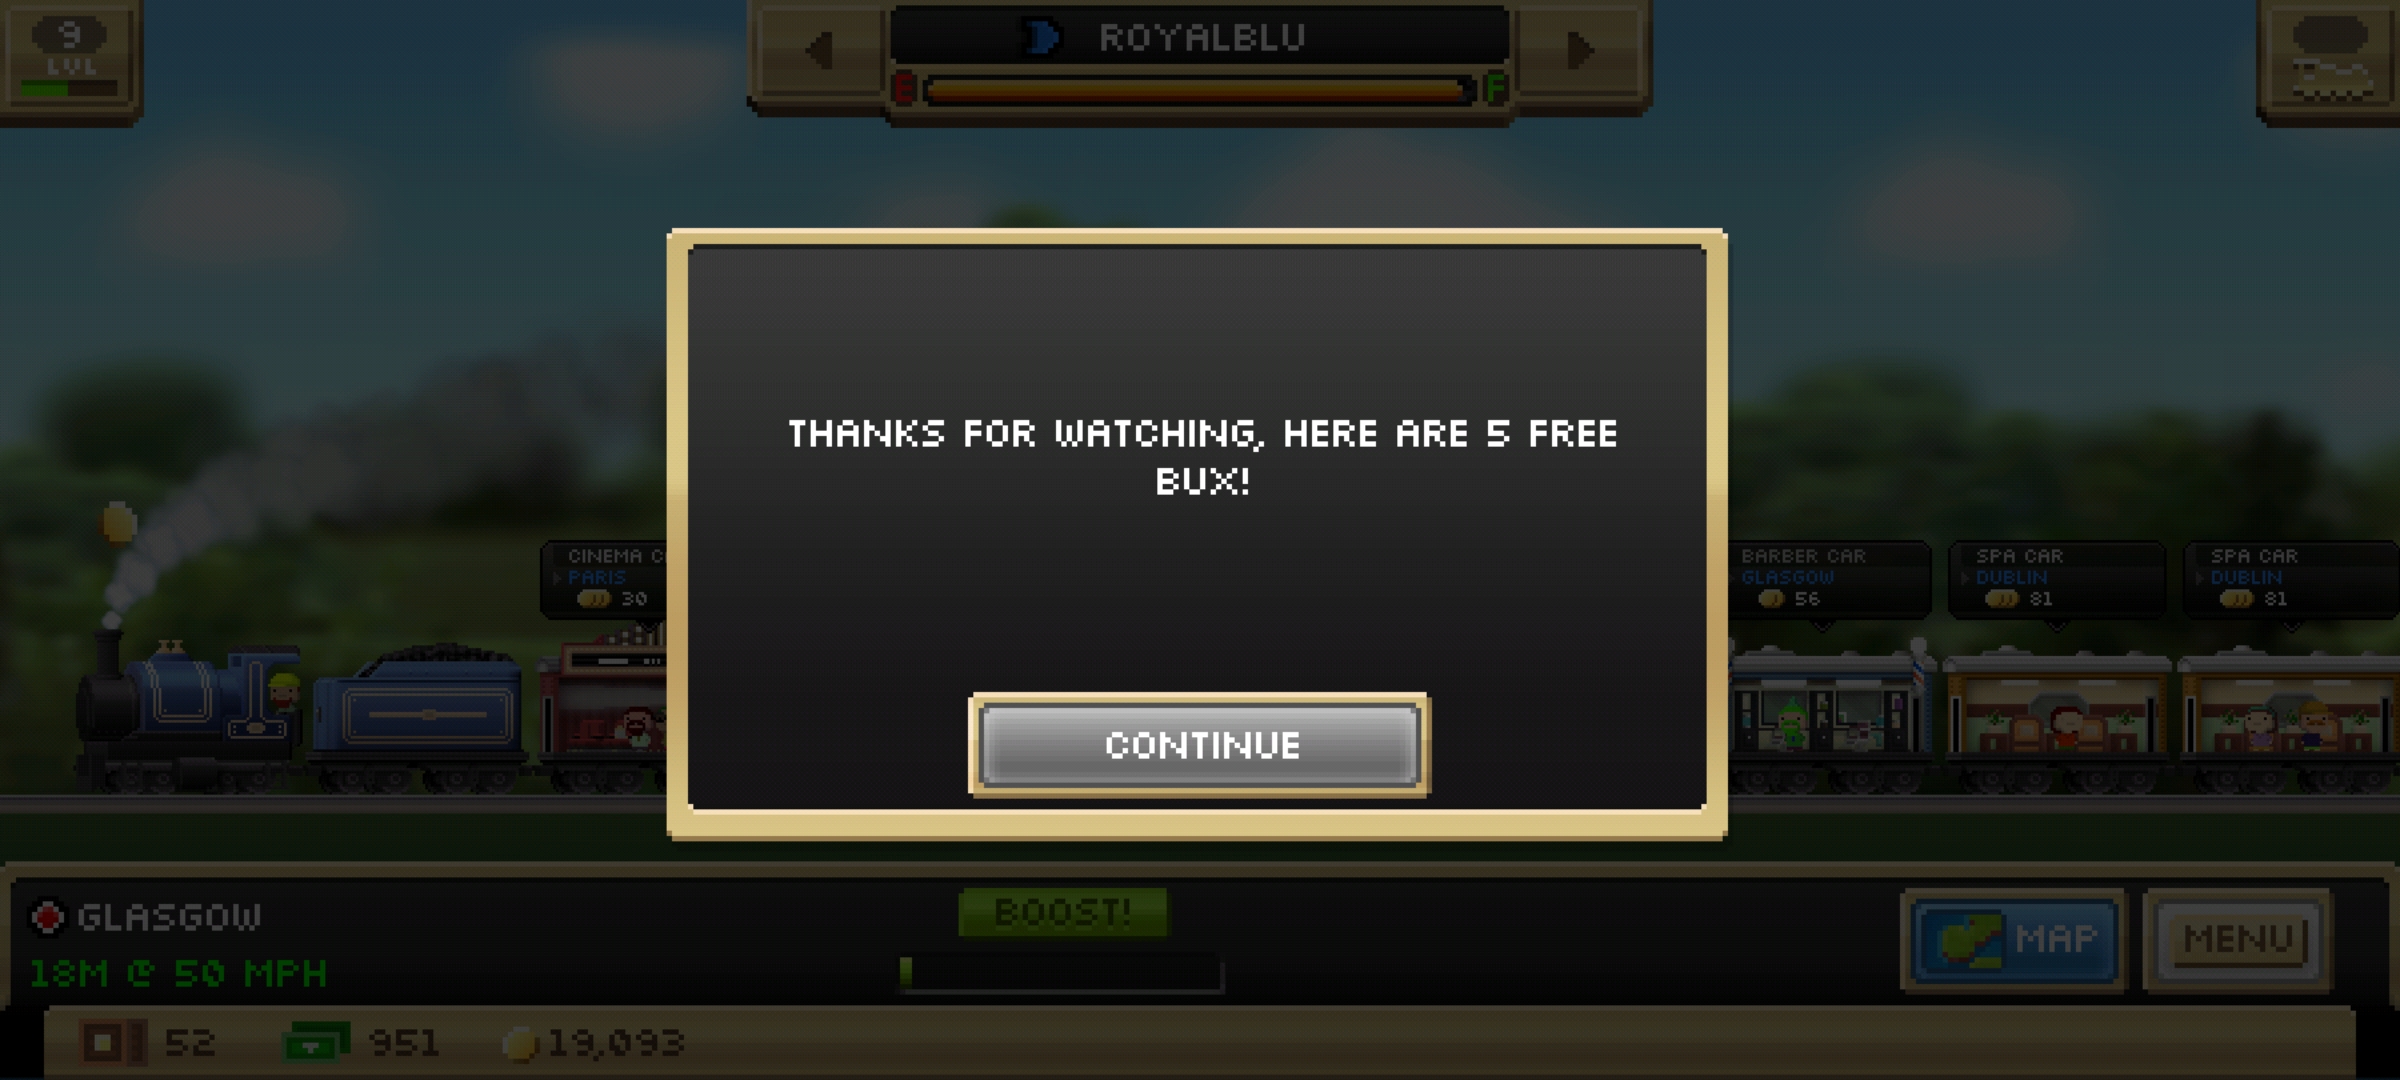 9
LVL
ROYALBLU
E F
THANKS FOR WATCHING, HERE ARE 5 FREE
BUX!
CONTINUE
CINEMA C
PARIS
30
BARBER CAR
GLASGOW
56
SPA CAR
DUBLIN
81
SPA CAR
DUBLIN
81
GLASGOW
18M @ 50 MPH
BOOST!
MAP
MENU
52
951
19,093